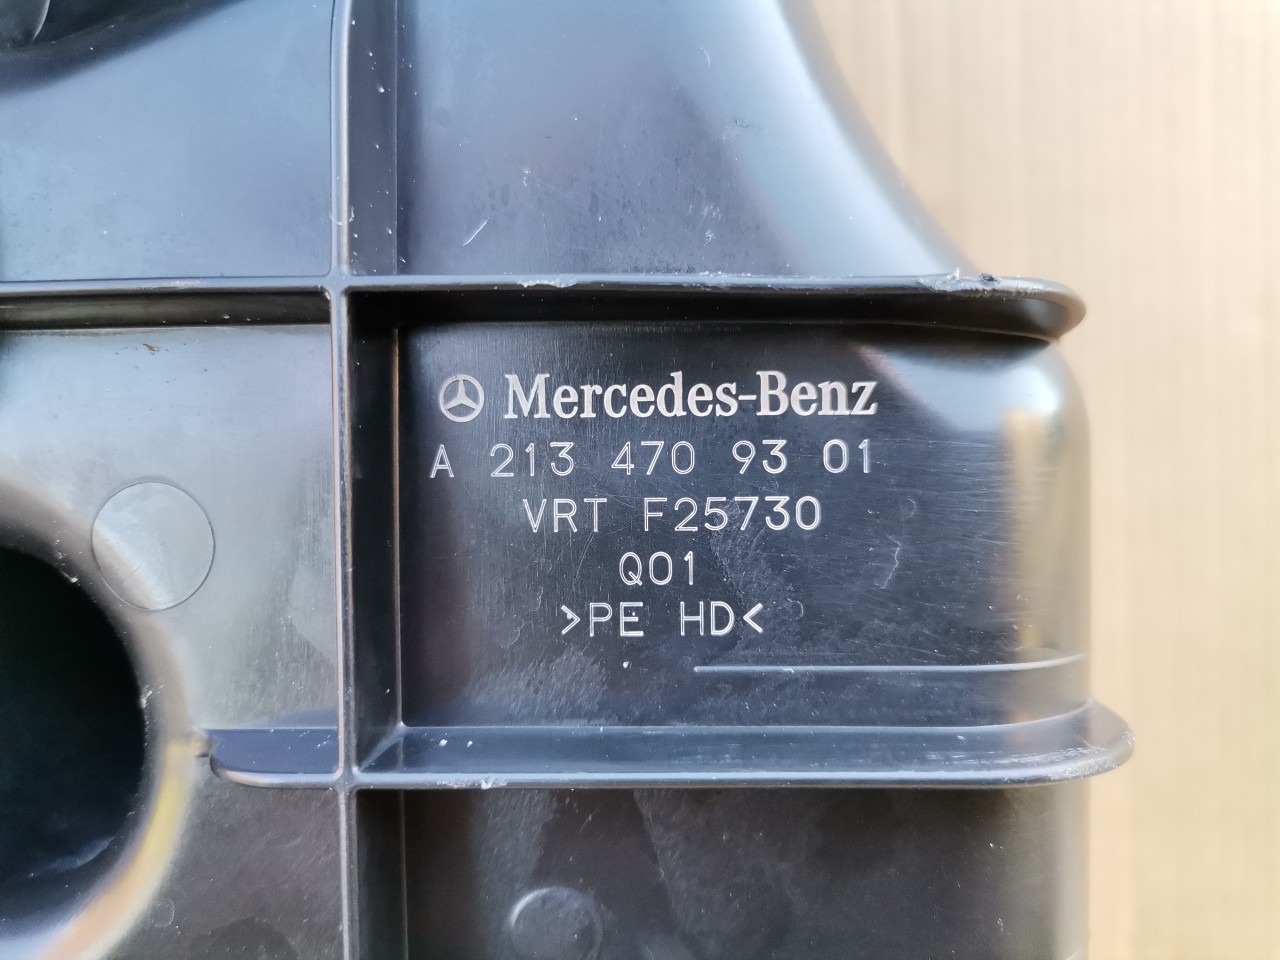 Mercedes-Benz
A 213 470 93 01
VRT F25730
Q01
>PE HD<